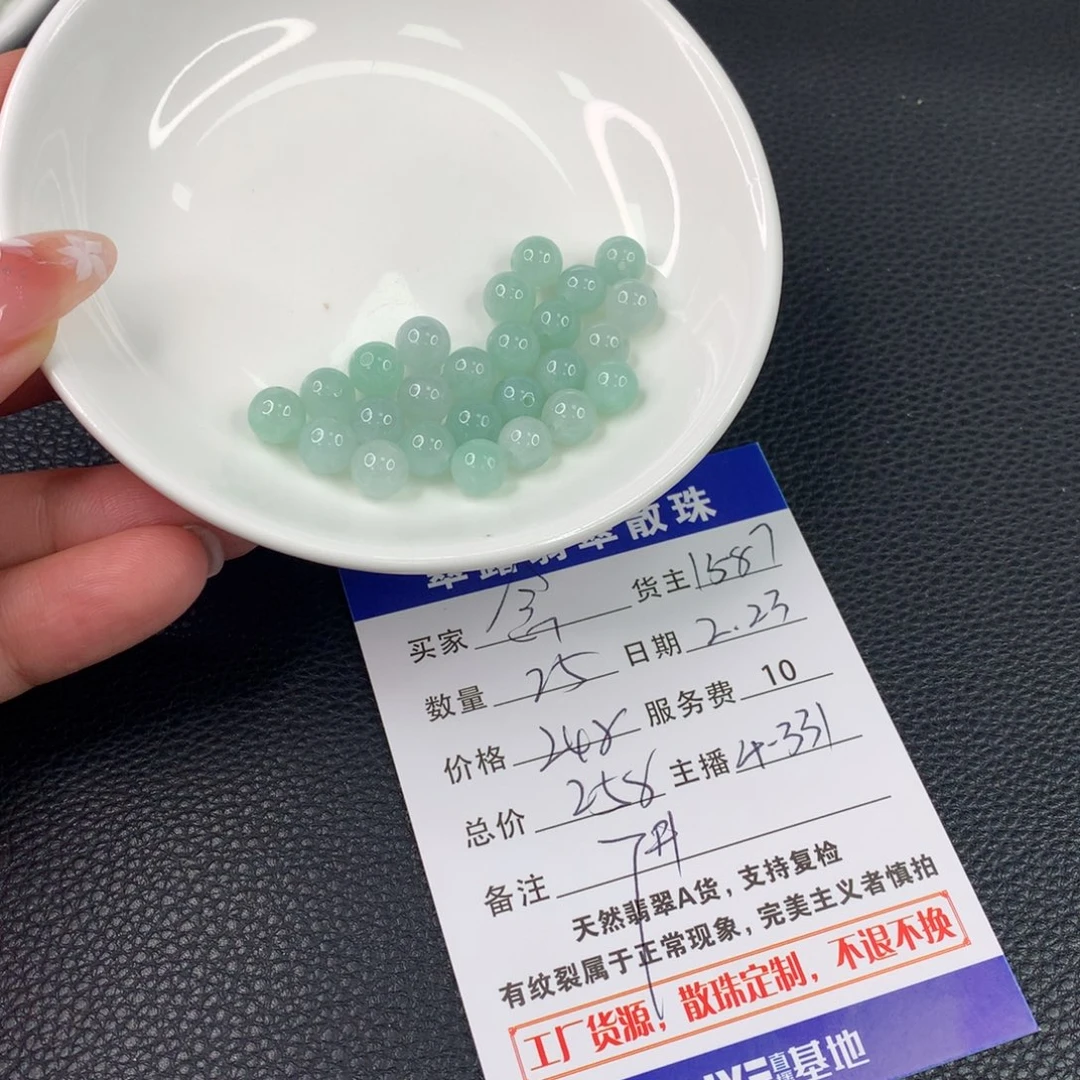 翡翠散珠
买家 货主 1587
数量 25 日期 2.23
价格 248 服务费 10
总价 258 主播 4-331
备注
天然翡翠A货，支持复检
有纹裂属于正常现象，完美主义者慎拍
工厂货源，散珠定制，不退不换
直播基地